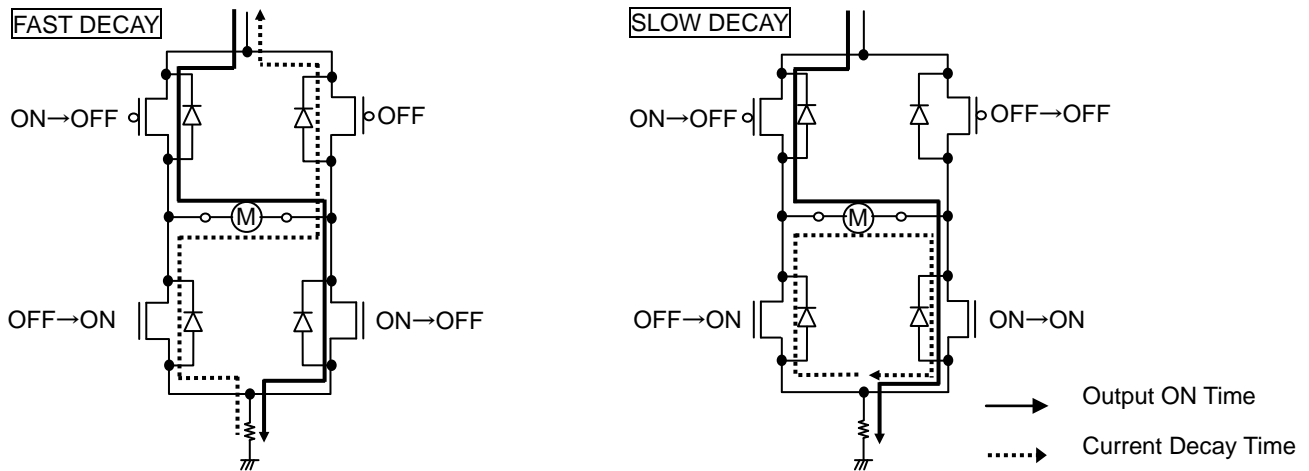 FAST DECAY
ON→OFF
OFF
M
OFF→ON
ON→OFF
SLOW DECAY
ON→OFF
OFF→OFF
M
OFF→ON
ON→ON
Output ON Time
Current Decay Time